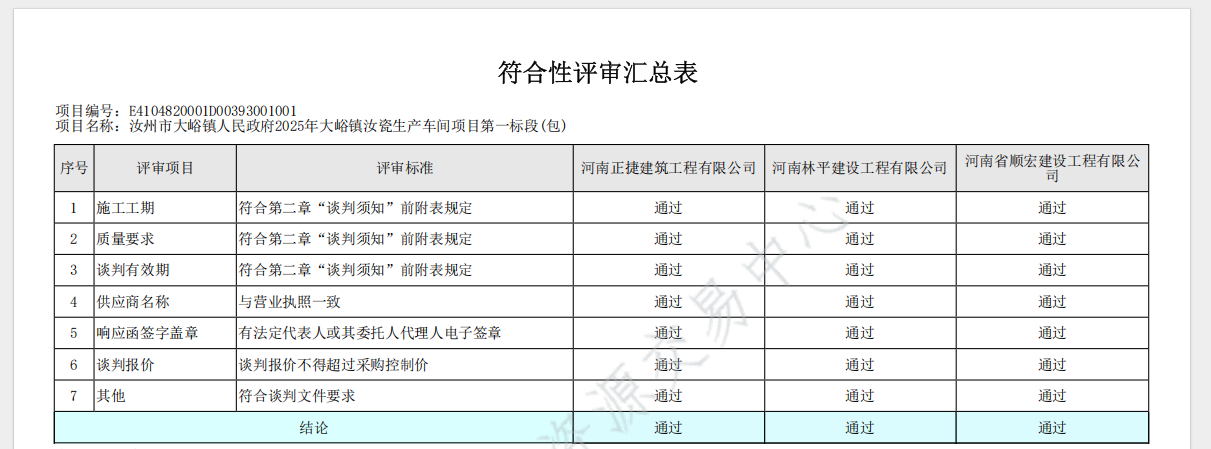 符合性评审汇总表
项目编号：E4104820001D00393001001
项目名称：汝州市大峪镇人民政府2025年大峪镇汝瓷生产车间项目第一标段(包)
序号 评审项目 评审标准 河南正捷建筑工程有限公司 河南林平建设工程有限公司 河南省顺宏建设工程有限公
司
1 施工工期 符合第二章“谈判须知”前附表规定 通过 通过 通过
2 质量要求 符合第二章“谈判须知”前附表规定 通过 通过 通过
3 谈判有效期 符合第二章“谈判须知”前附表规定 通过 通过 通过
4 供应商名称 与营业执照一致 通过 通过 通过
5 响应函签字盖章 有法定代表人或其委托人代理人电子签章 通过 通过 通过
6 谈判报价 谈判报价不得超过采购控制价 通过 通过 通过
7 其他 符合谈判文件要求 通过 通过 通过
结论 通过 通过 通过
资源交易中心